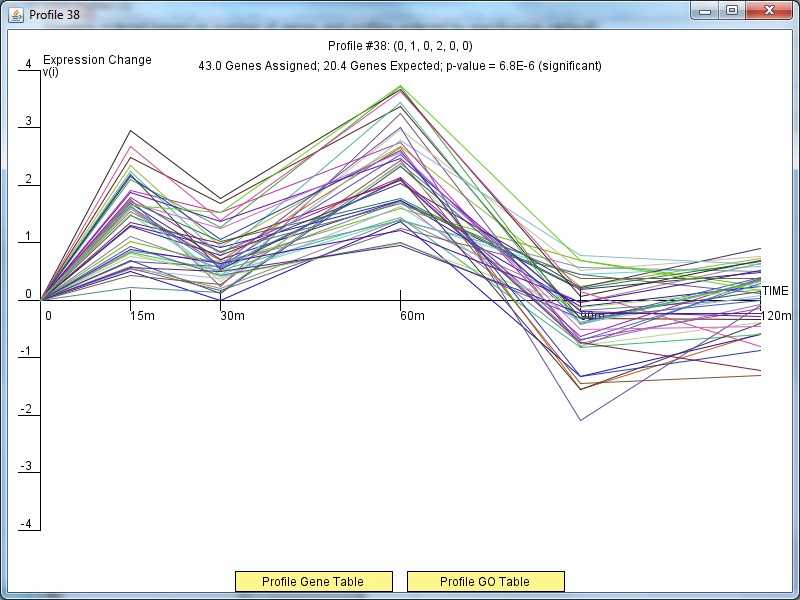 Profile 38
Profile #38: (0, 1, 0, 2, 0, 0)
43.0 Genes Assigned; 20.4 Genes Expected; p-value = 6.8E-6 (significant)
Expression Change
v(i)
4
3
2
1
0
-1
-2
-3
-4
0 15m 30m 60m 90m 120m
TIME
Profile Gene Table Profile GO Table